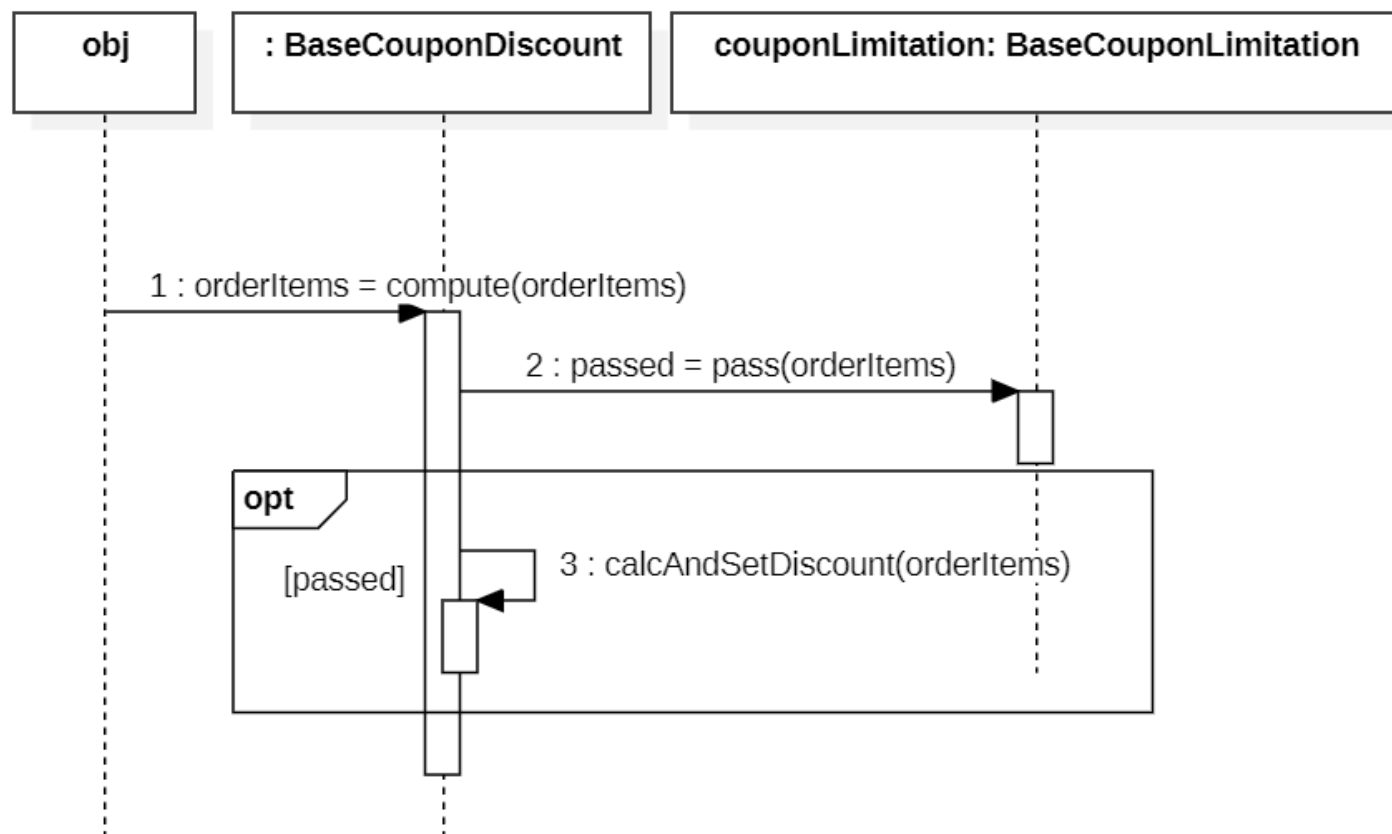 obj
: BaseCouponDiscount
couponLimitation: BaseCouponLimitation
1 : orderItems = compute(orderItems)
2 : passed = pass(orderItems)
opt
[passed]
3 : calcAndSetDiscount(orderItems)